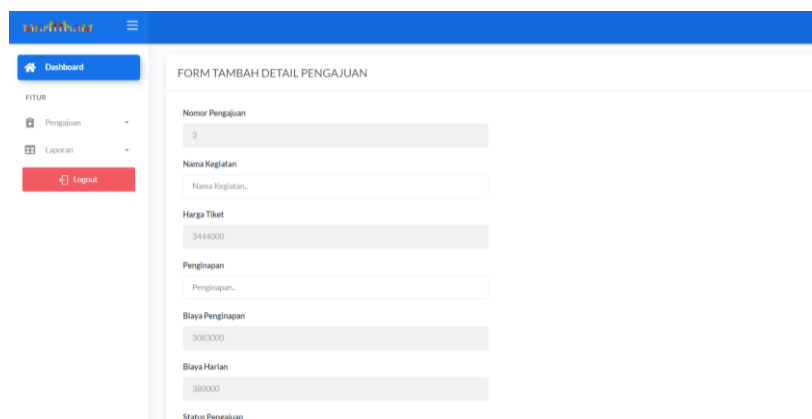 Dashboard
FORM TAMBAH DETAIL PENGAJUAN
FITUR
Pengajuan
Laporan
Logout
Nomor Pengajuan
3
Nama Kegiatan
Nama Kegiatan..
Harga Tiket
3444000
Penginapan
Penginapan..
Biaya Penginapan
3083000
Biaya Harian
380000
Status Pengajuan